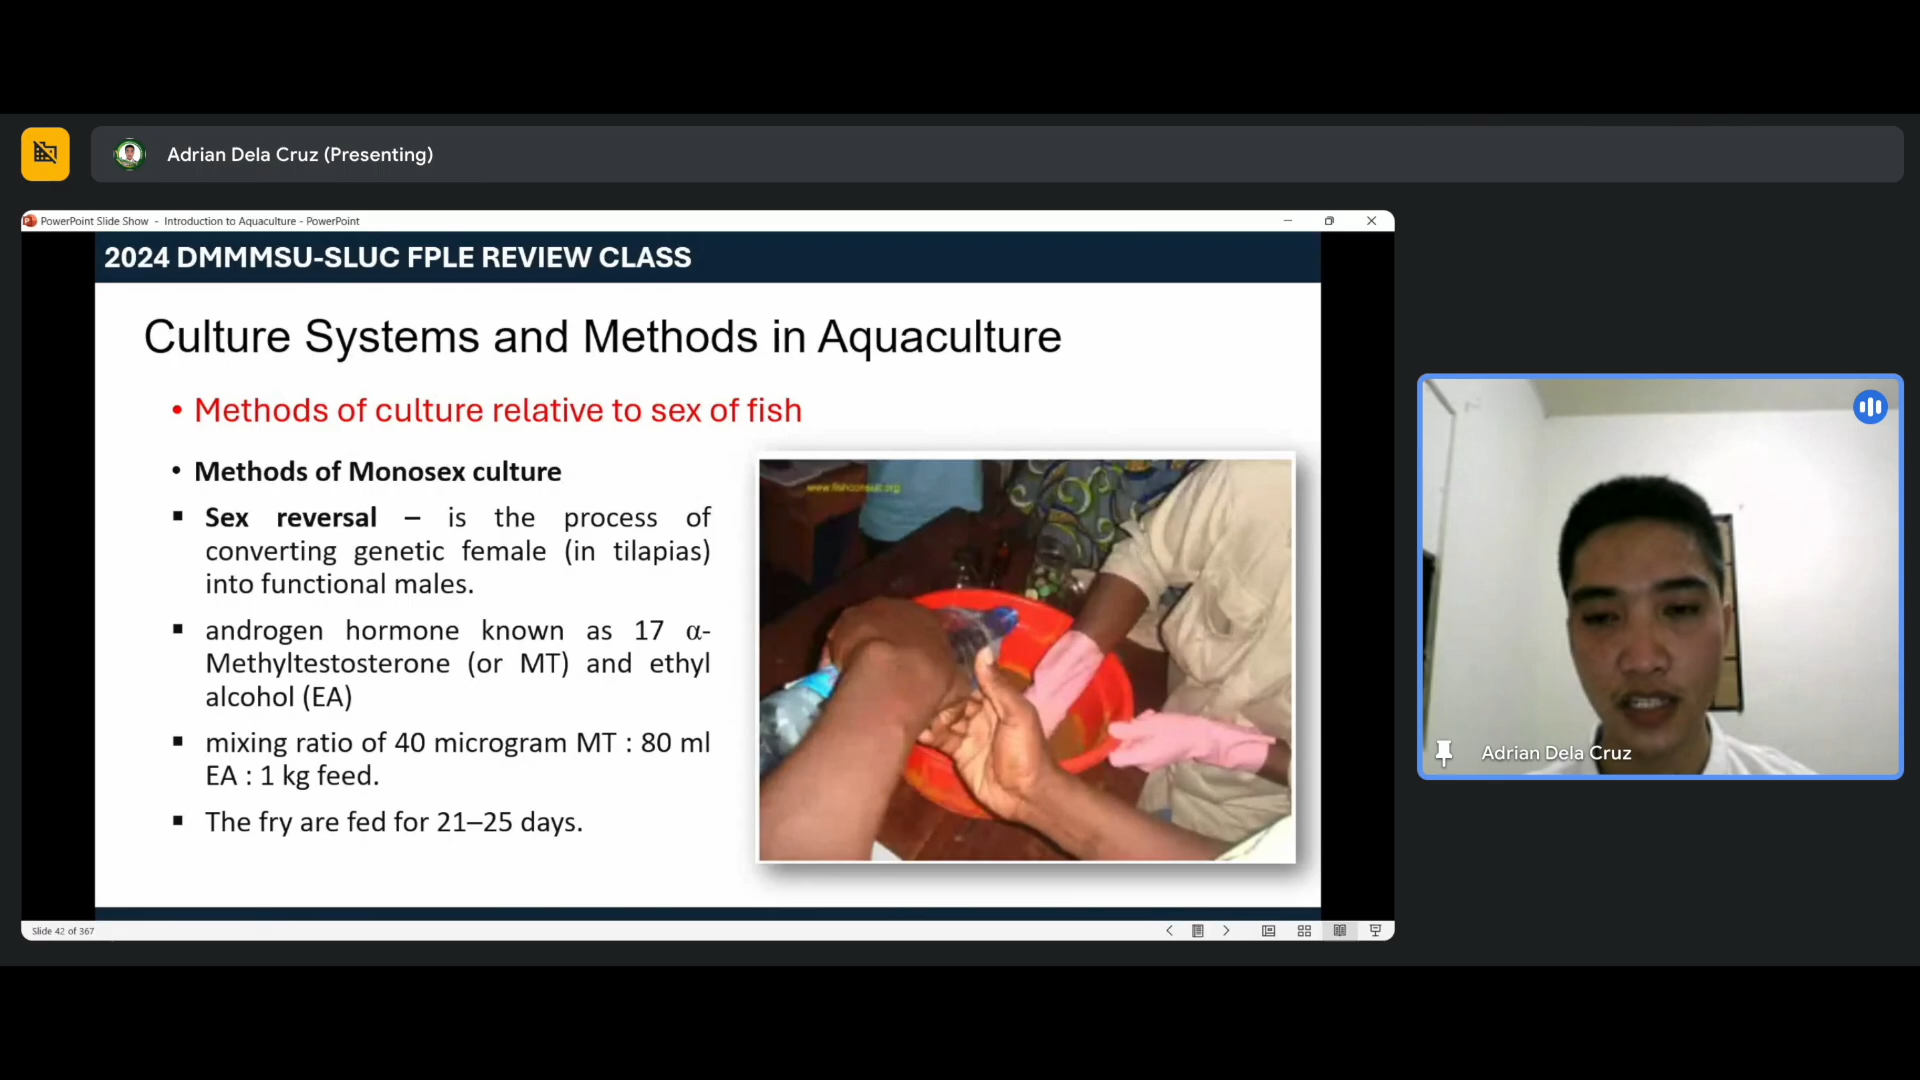 Adrian Dela Cruz (Presenting)
PowerPoint Slide Show - Introduction to Aquaculture - PowerPoint
2024 DMMMSU-SLUC FPLE REVIEW CLASS
Culture Systems and Methods in Aquaculture
• Methods of culture relative to sex of fish
• Methods of Monosex culture
▪ Sex reversal – is the process of
converting genetic female (in tilapias)
into functional males.
▪ androgen hormone known as 17 α-
Methyltestosterone (or MT) and ethyl
alcohol (EA)
▪ mixing ratio of 40 microgram MT : 80 ml
EA : 1 kg feed.
▪ The fry are fed for 21–25 days.
www.fishconsult.org
Adrian Dela Cruz
Slide 42 of 367